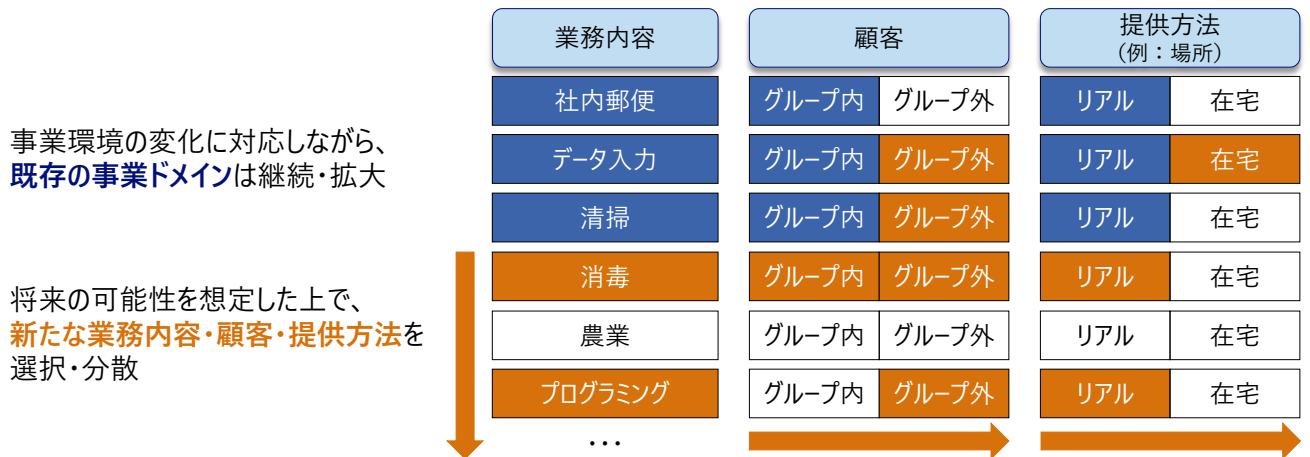 業務内容 顧客 提供方法
(例：場所)
社内郵便 グループ内 グループ外 リアル 在宅
事業環境の変化に対応しながら、
既存の事業ドメインは継続・拡大
データ入力 グループ内 グループ外 リアル 在宅
清掃 グループ内 グループ外 リアル 在宅
消毒 グループ内 グループ外 リアル 在宅
将来の可能性を想定した上で、
新たな業務内容・顧客・提供方法を
選択・分散
農業 グループ内 グループ外 リアル 在宅
プログラミング グループ内 グループ外 リアル 在宅
…